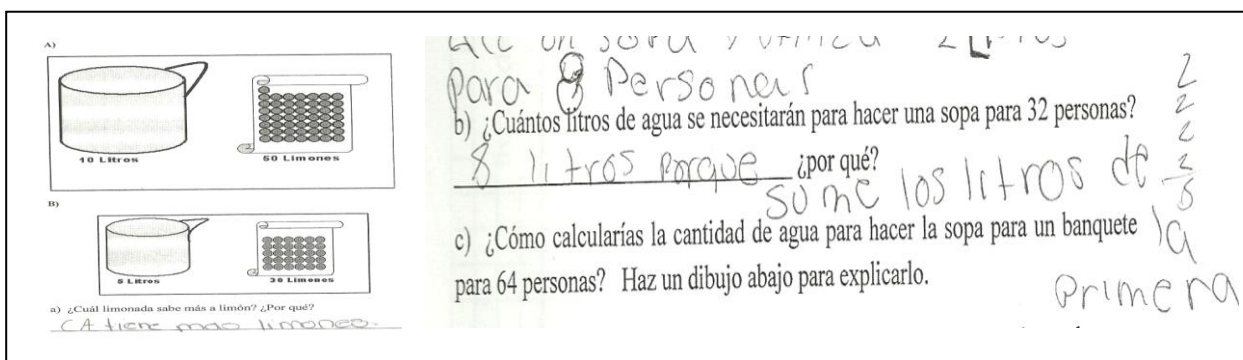 A)
10 Litros
50 Limones
B)
5 Litros
30 Limones
a) ¿Cuál limonada sabe más a limón? ¿Por qué?
CA tiene mas limones.
para 8 Personas
b) ¿Cuántos litros de agua se necesitarán para hacer una sopa para 32 personas?
8 litros porque ¿por qué?
sume los litros de
la
Primera
c) ¿Cómo calcularías la cantidad de agua para hacer la sopa para un banquete
para 64 personas? Haz un dibujo abajo para explicarlo.
2
2
2
2
8